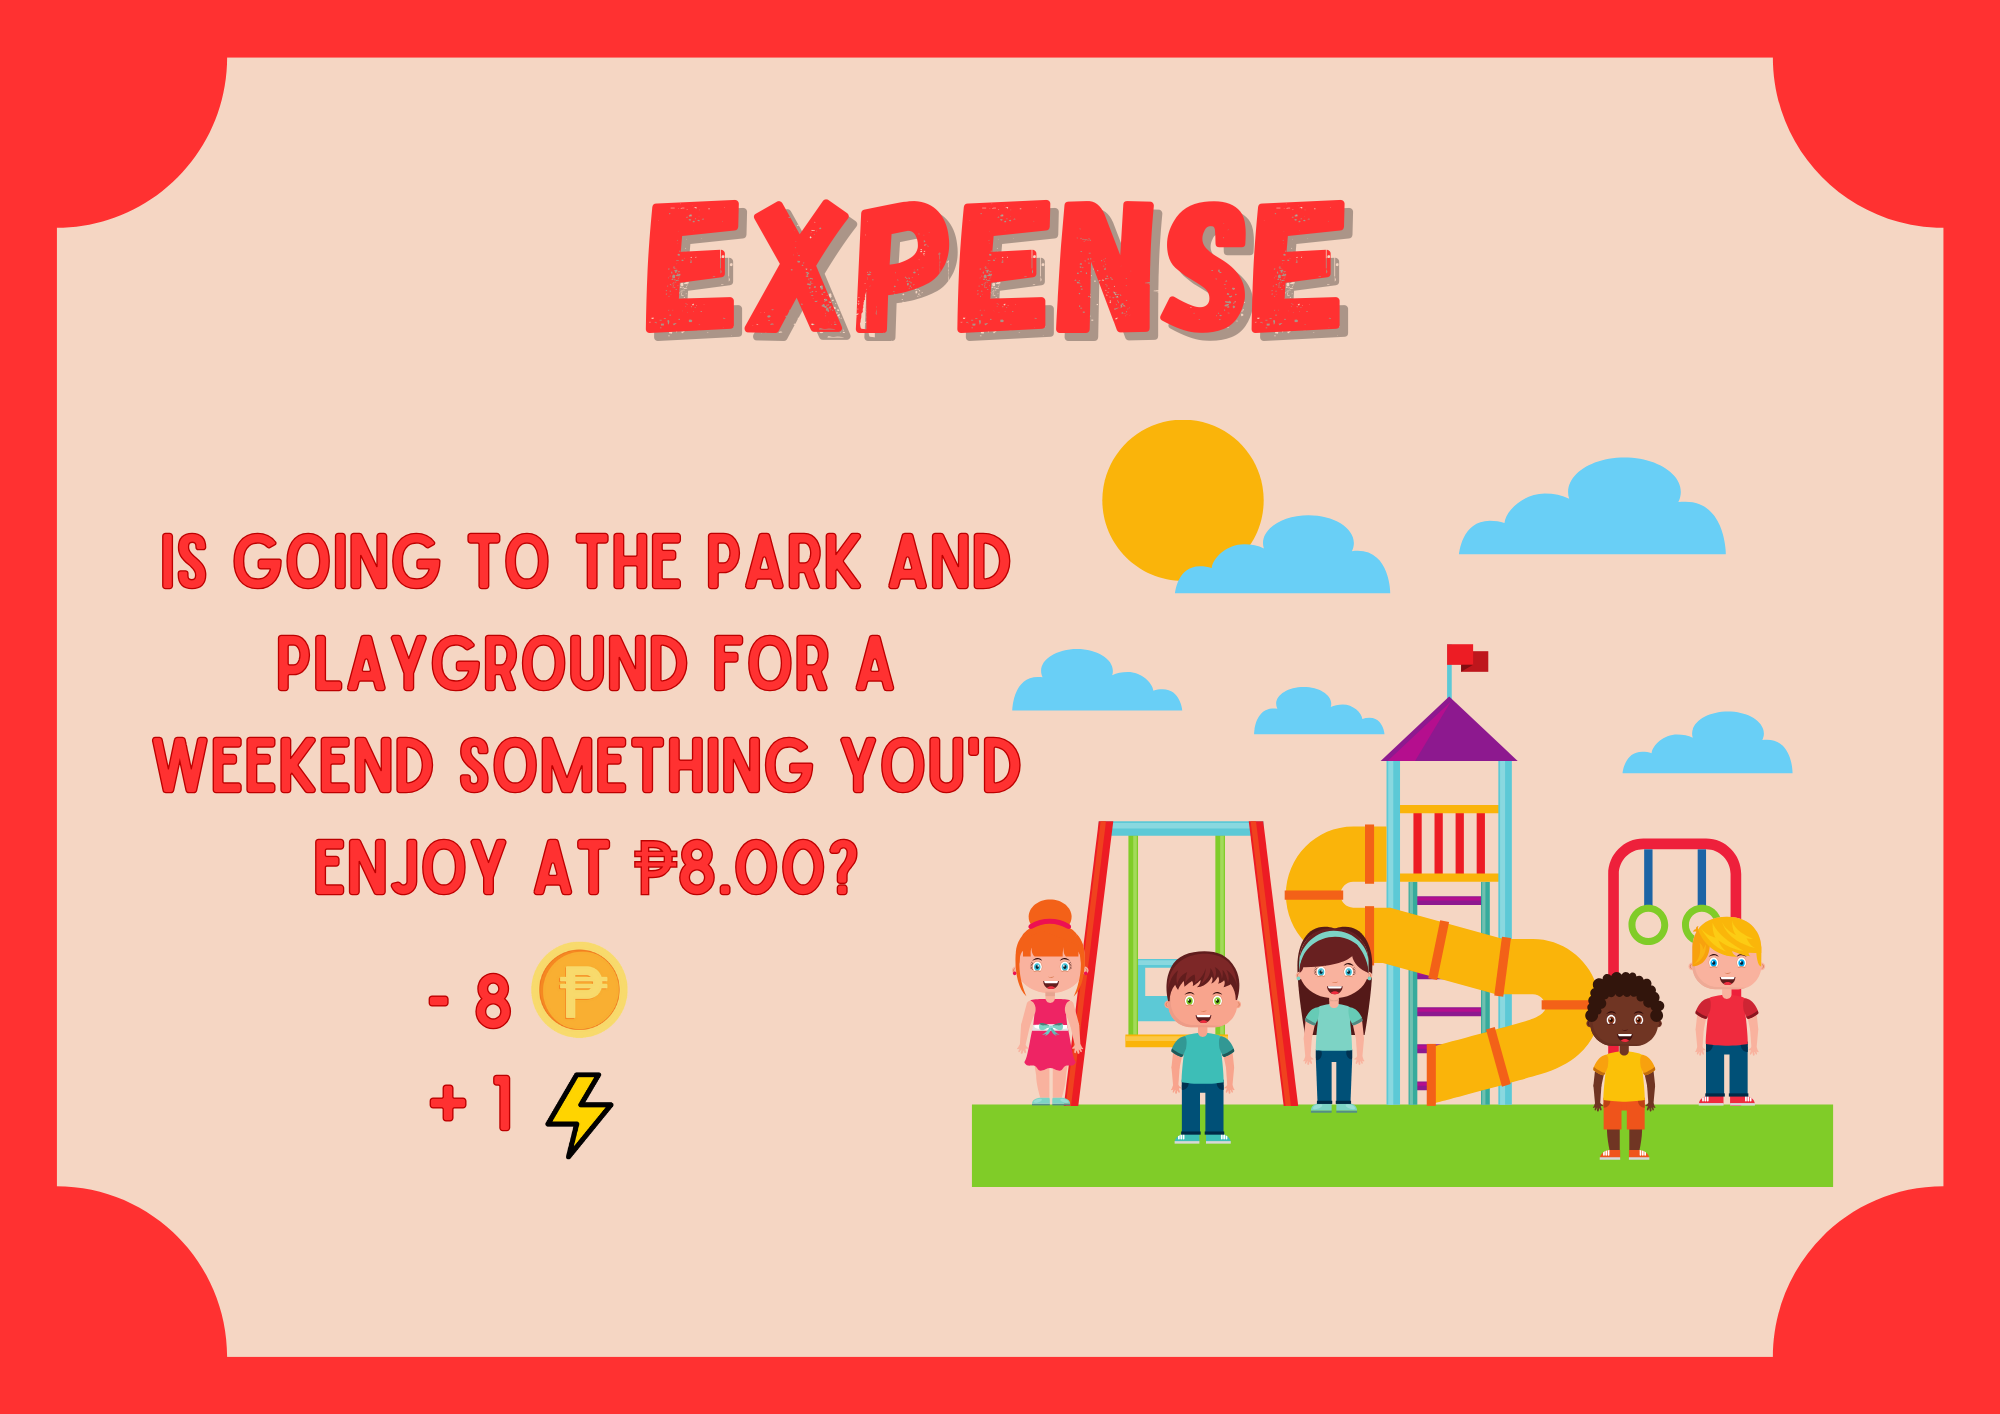 EXPENSE
IS GOING TO THE PARK AND
PLAYGROUND FOR A
WEEKEND SOMETHING YOU'D
ENJOY AT ₱8.00?
- 8 ₱
+ 1